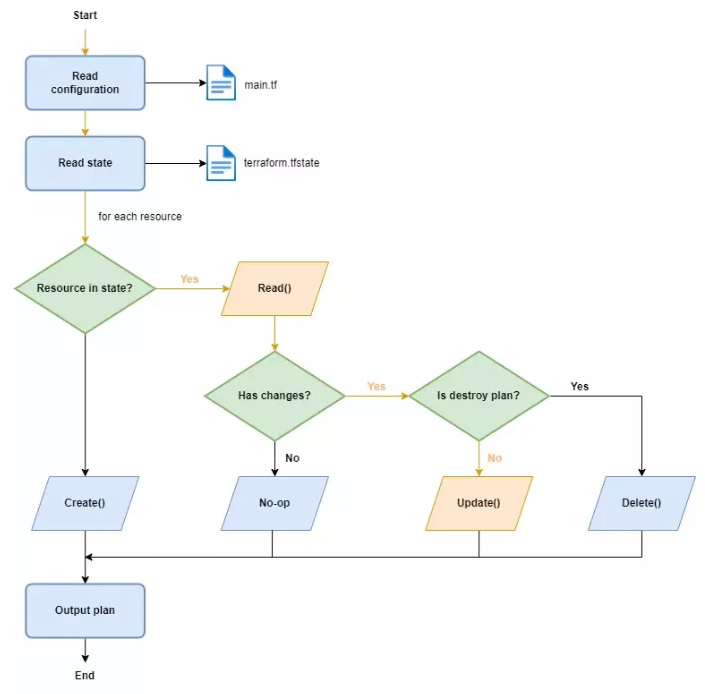 Start
Read
configuration
main.tf
Read state
terraform.tfstate
for each resource
Resource in state?
Yes
Read()
Has changes?
Yes
Is destroy plan?
Yes
No
No
Create()
No-op
Update()
Delete()
Output plan
End